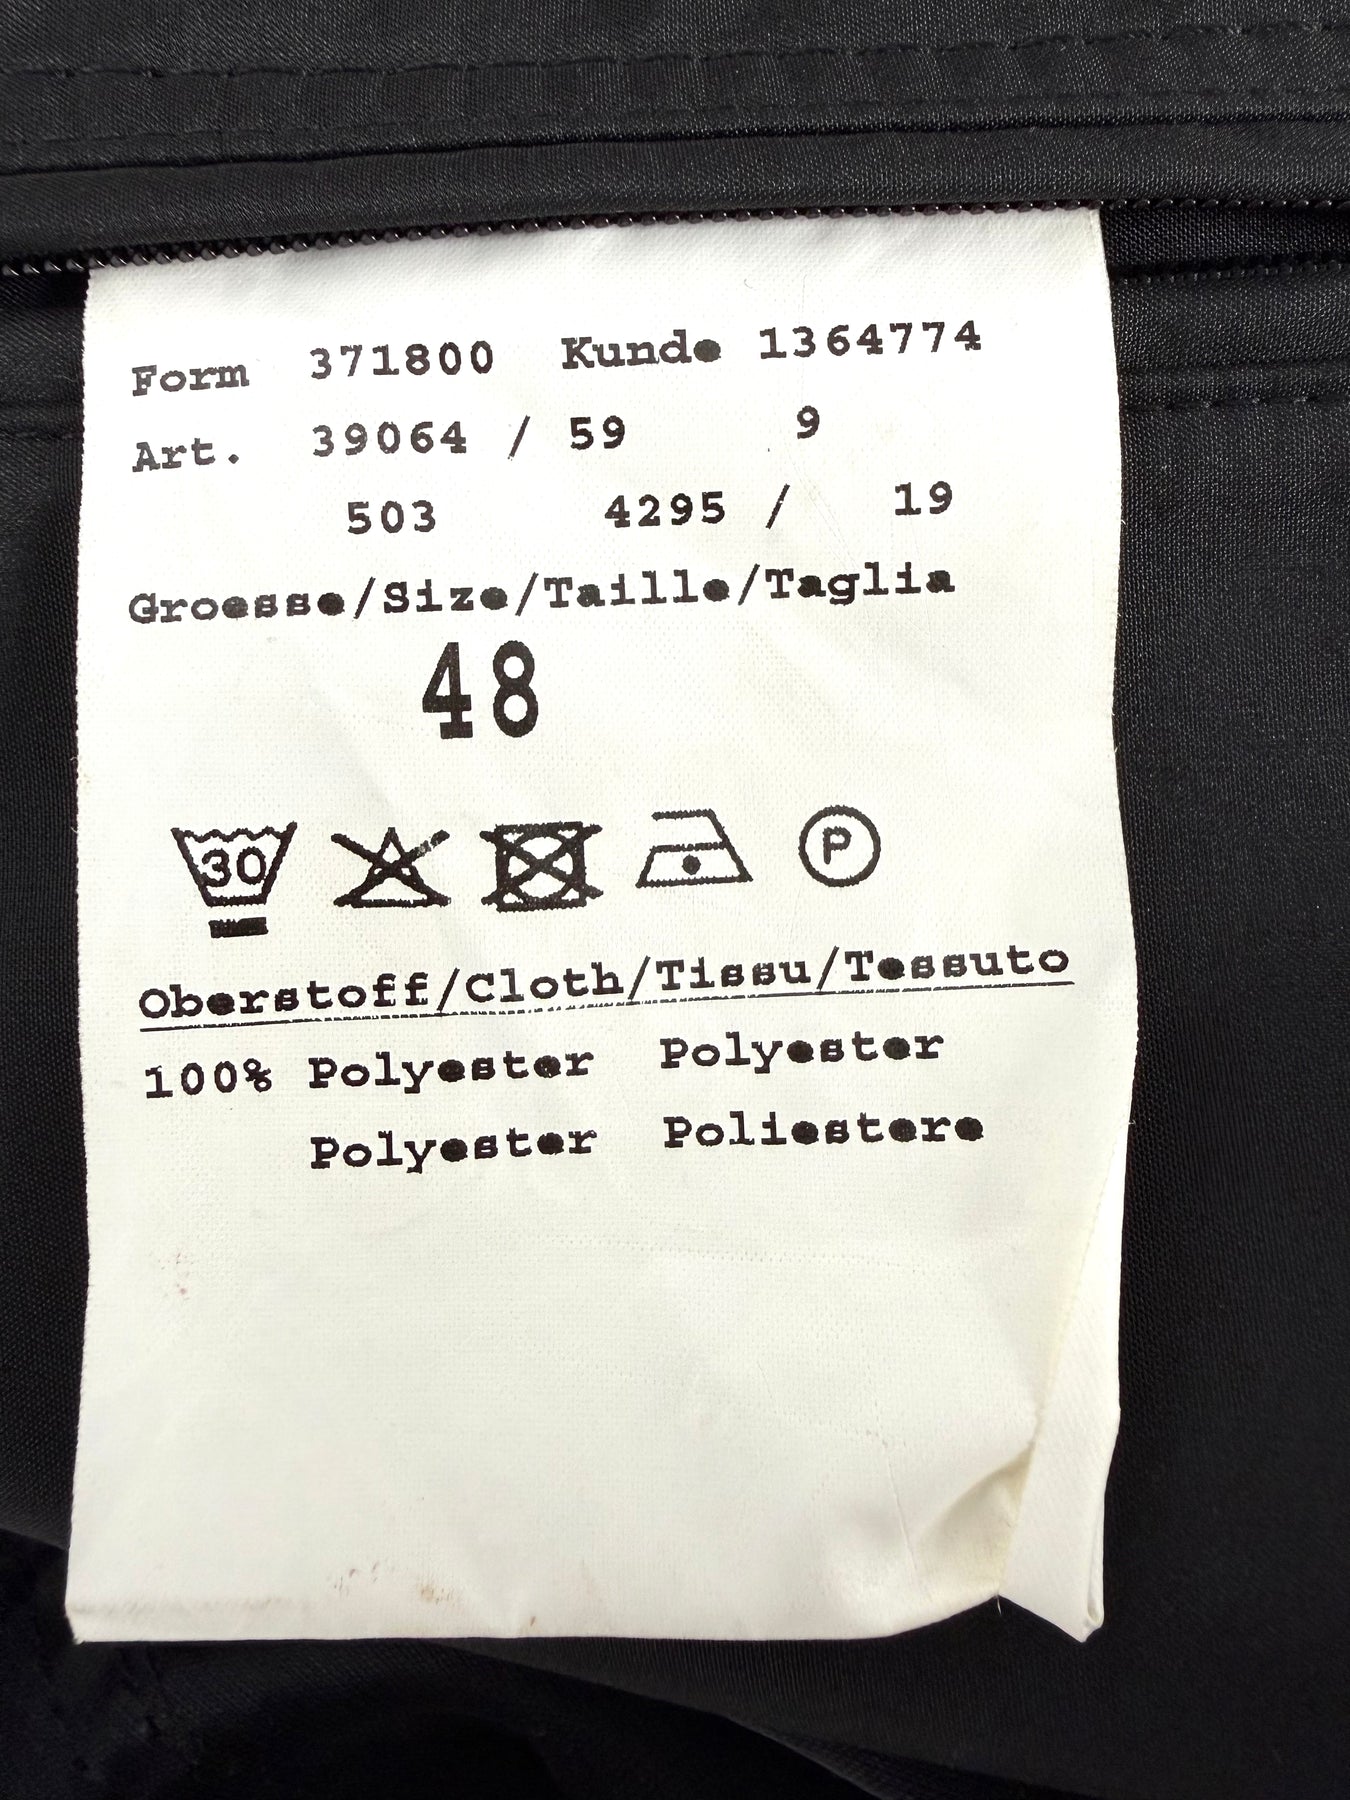 Form 371800 Kunde 1364774
Art. 39064 / 59 9
503 4295 / 19
Groesse/Size/Taille/Taglia
48
30 P
Oberstoff/Cloth/Tissu/Tessuto
100% Polyester Polyester
Polyester Poliestere